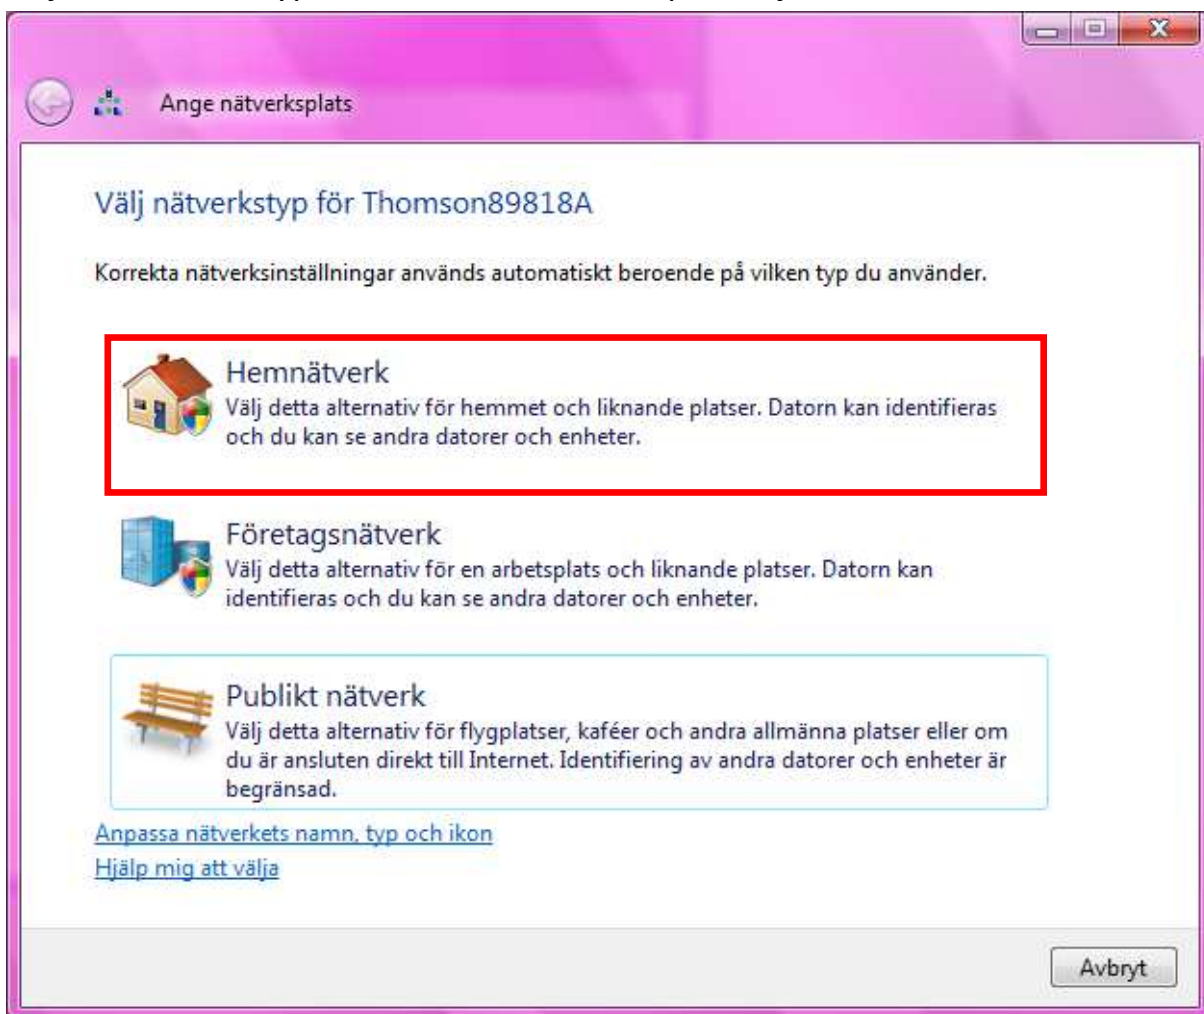 Ange nätverksplats
Välj nätverkstyp för Thomson89818A
Korrekta nätverksinställningar används automatiskt beroende på vilken typ du använder.
Hemnätverk
Välj detta alternativ för hemmet och liknande platser. Datorn kan identifieras
och du kan se andra datorer och enheter.
Företagsnätverk
Välj detta alternativ för en arbetsplats och liknande platser. Datorn kan
identifieras och du kan se andra datorer och enheter.
Publikt nätverk
Välj detta alternativ för flygplatser, kaféer och andra allmänna platser eller om
du är ansluten direkt till Internet. Identifiering av andra datorer och enheter är
begränsad.
Anpassa nätverkets namn, typ och ikon
Hjälp mig att välja
Avbryt